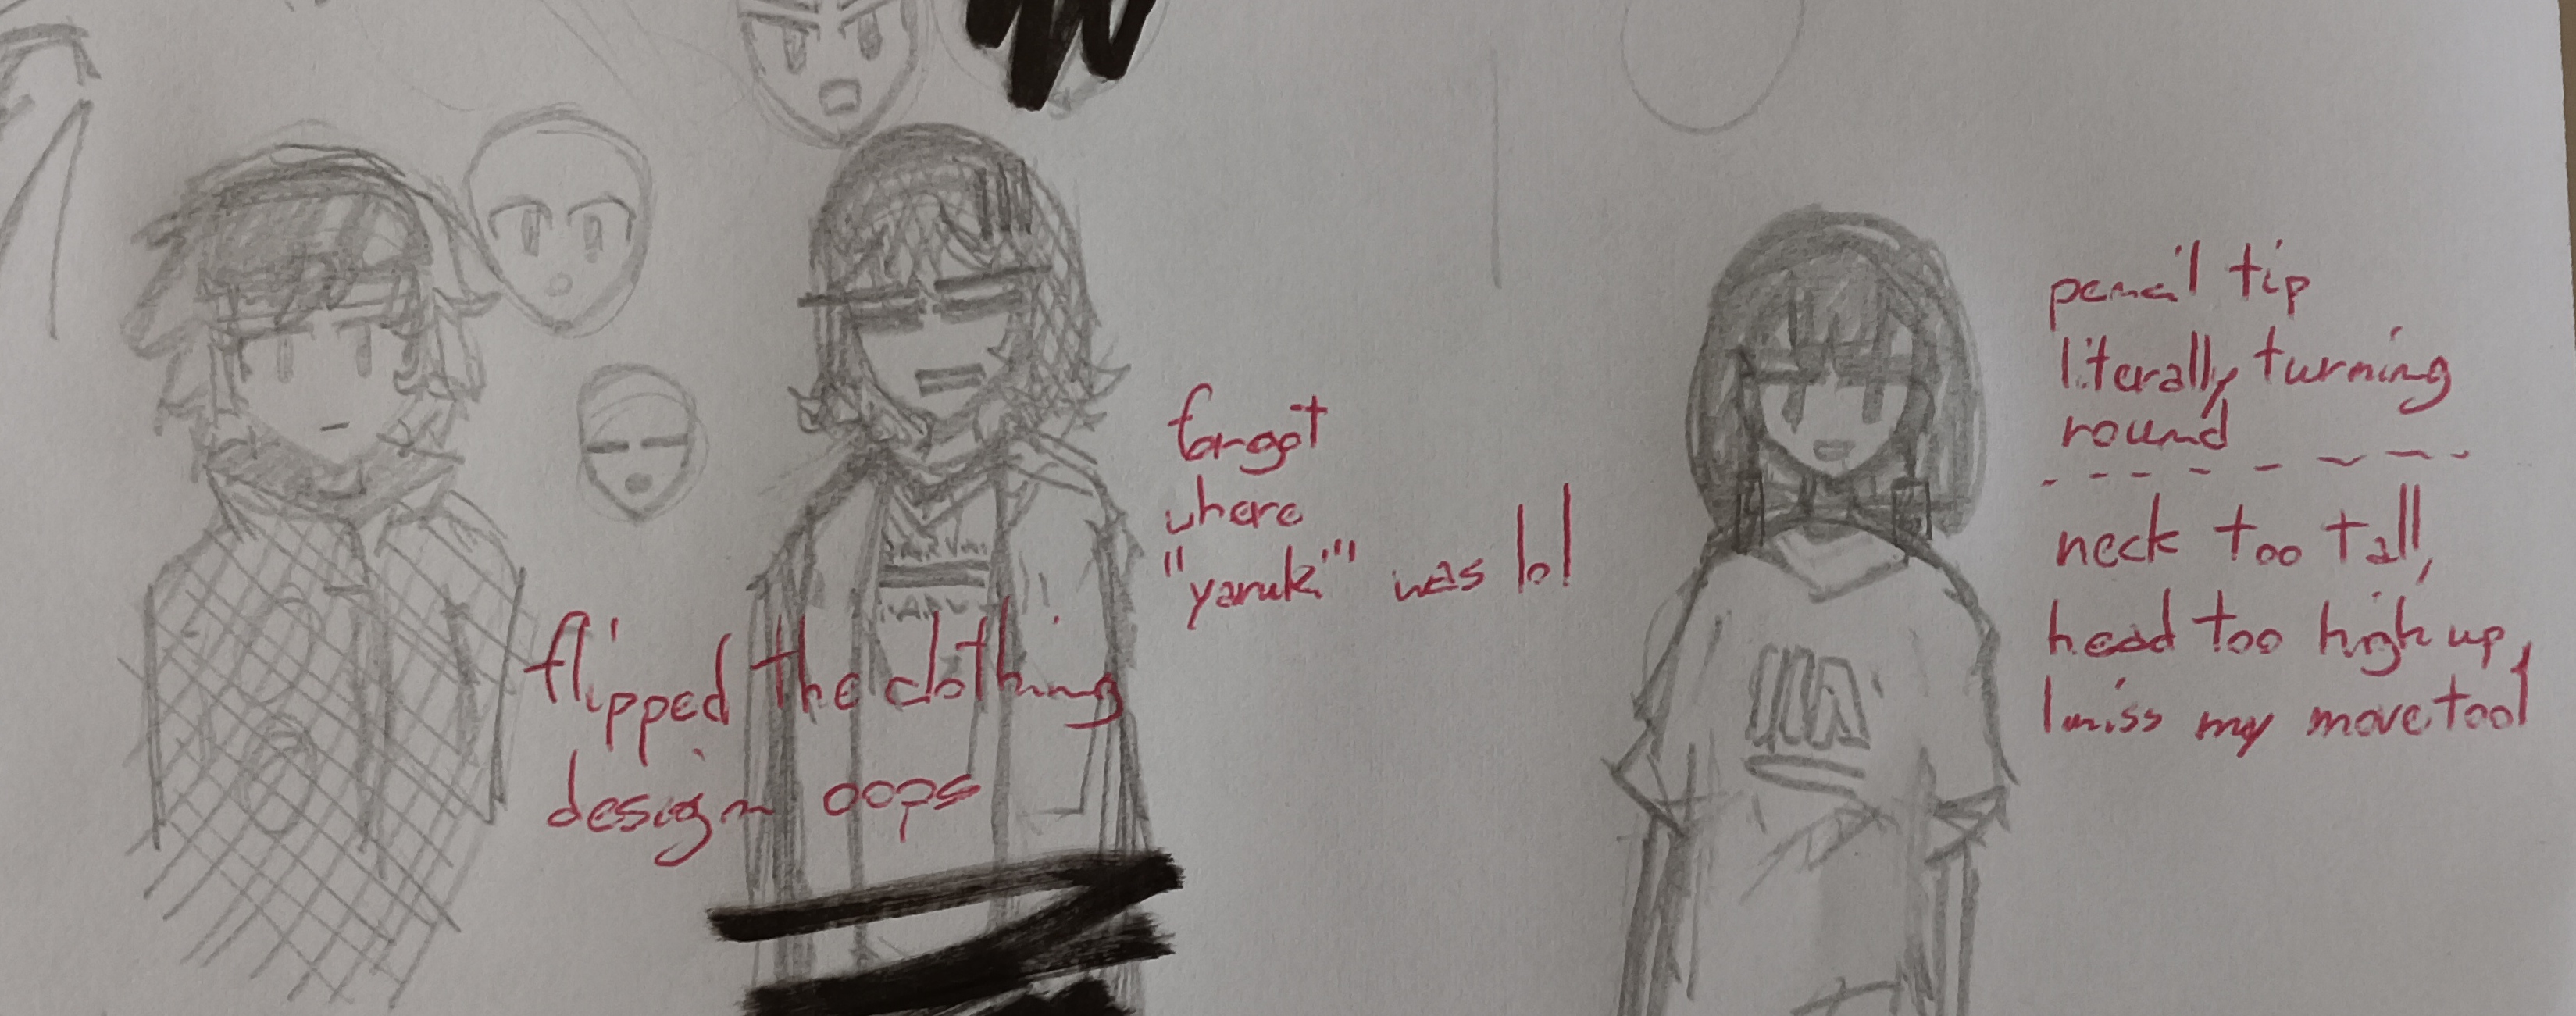 flipped the clothing
design oops
forgot
where
"yaruki" was lol
pencil tip
literally turning
round
neck too tall,
head too high up,
I miss my move tool